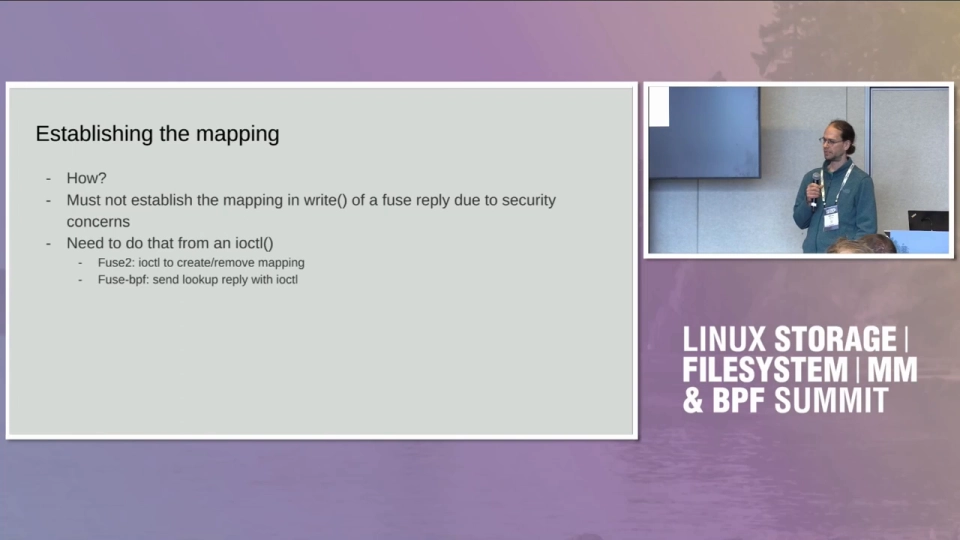 Establishing the mapping
- How?
- Must not establish the mapping in write() of a fuse reply due to security
concerns
- Need to do that from an ioctl()
- Fuse2: ioctl to create/remove mapping
- Fuse-bpf: send lookup reply with ioctl
LINUX STORAGE |
FILESYSTEM | MM
& BPF SUMMIT